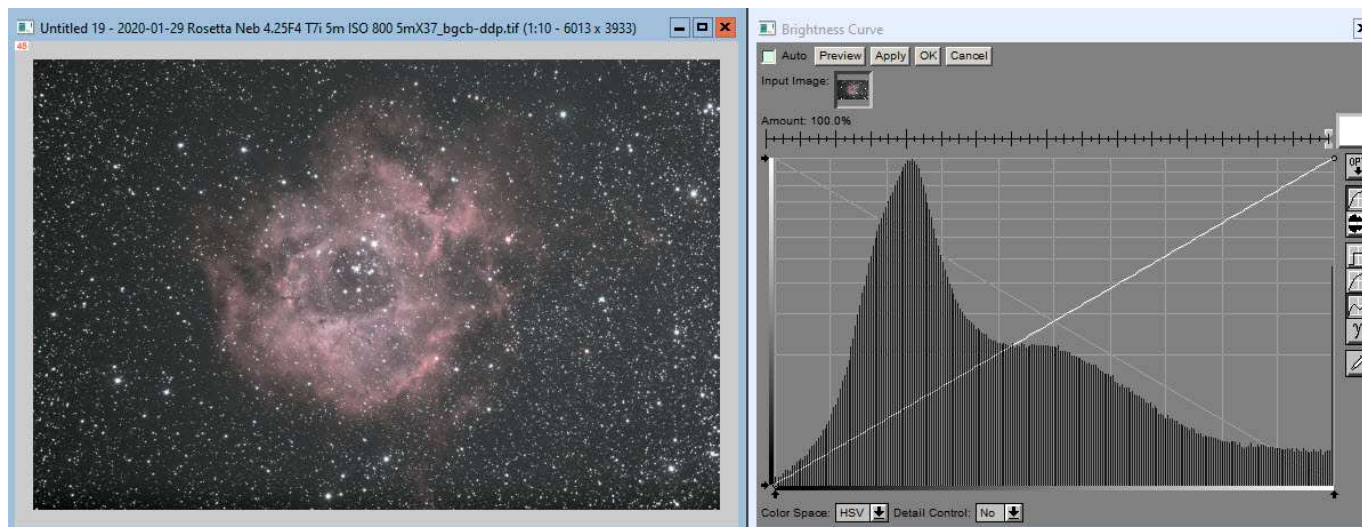 Untitled 19 - 2020-01-29 Rosetta Neb 4.25F4 T7i 5m ISO 800 5mX37_bgcb-ddp.tif (1:10 - 6013 x 3933)
48
Brightness Curve
Auto Preview Apply OK Cancel
Input Image:
Amount: 100.0%
OPT
γ
Color Space: HSV Detail Control: No